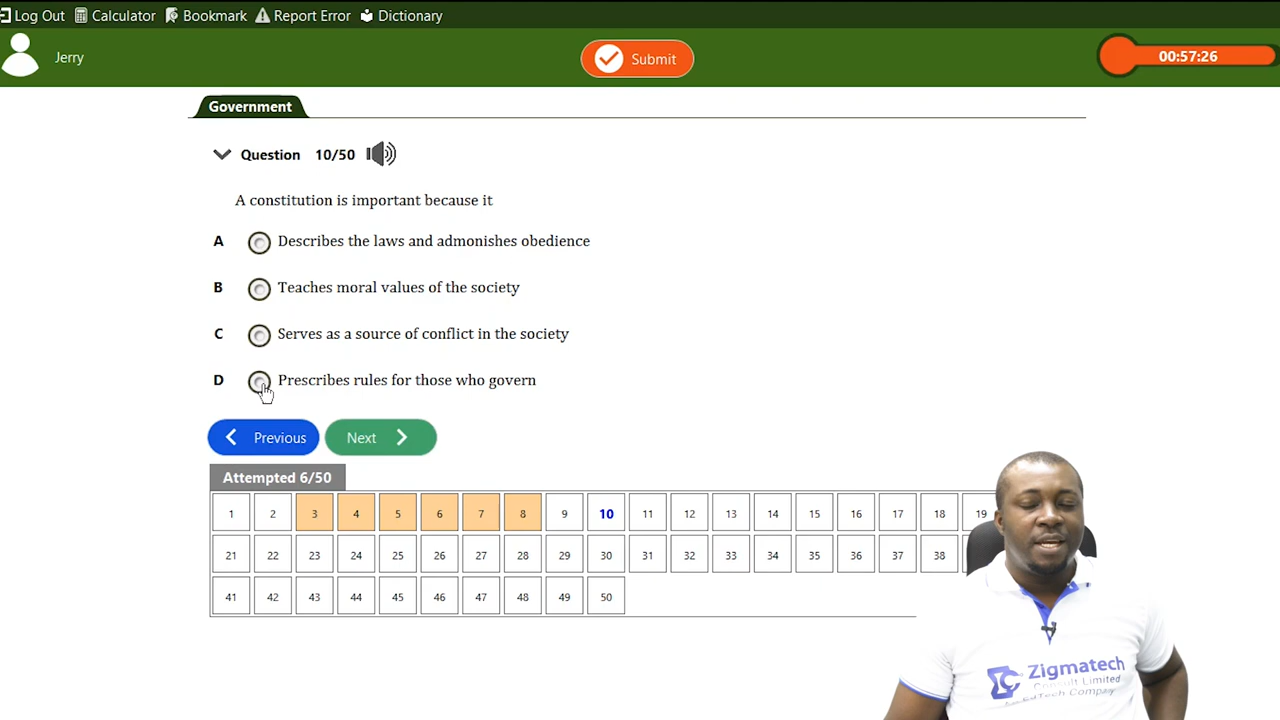 Log Out Calculator Bookmark Report Error Dictionary
Jerry Submit 00:57:26
Government
Question 10/50
A constitution is important because it
A Describes the laws and admonishes obedience
B Teaches moral values of the society
C Serves as a source of conflict in the society
D Prescribes rules for those who govern
Previous Next
Attempted 6/50
1 2 3 4 5 6 7 8 9 10 11 12 13 14 15 16 17 18 19
21 22 23 24 25 26 27 28 29 30 31 32 33 34 35 36 37 38
41 42 43 44 45 46 47 48 49 50
Zigmatech
Consult Limited
An EdTech Company